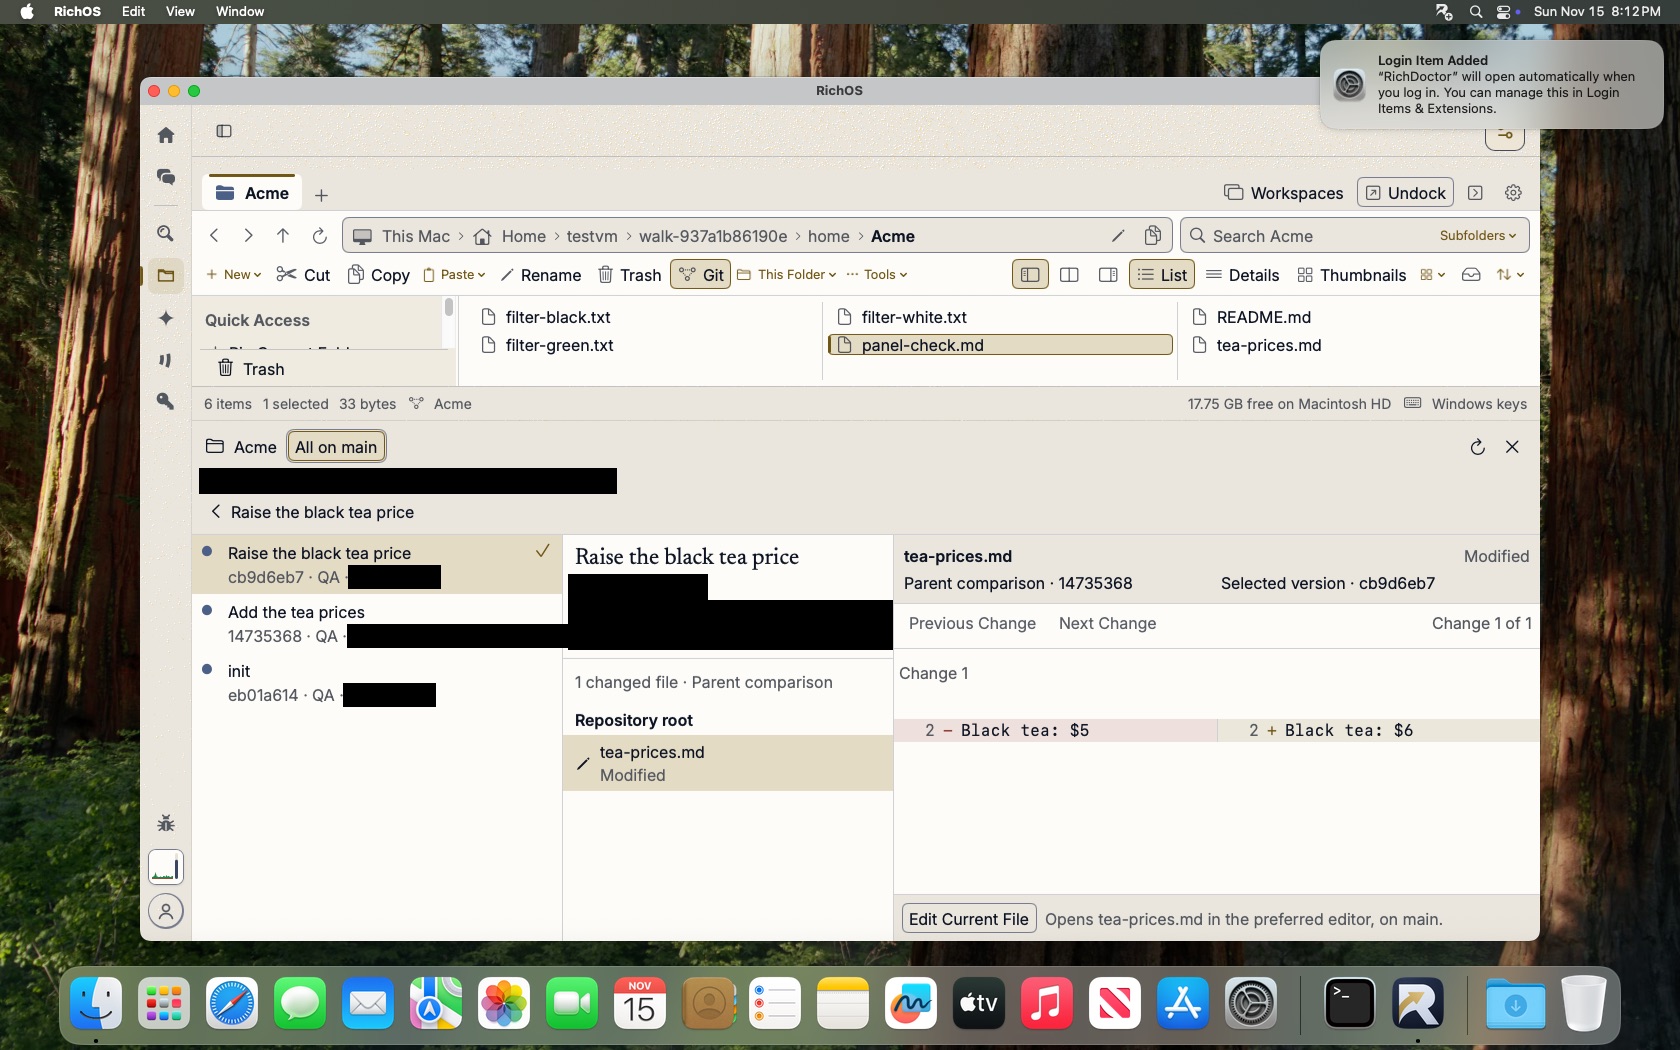 RichOS Edit View Window
Sun Nov 15 8:12 PM
Login Item Added
“RichDoctor” will open automatically when
you log in. You can manage this in Login
Items & Extensions.
RichOS
Acme
Workspaces
Undock
This Mac › Home › testvm › walk-937a1b86190e › home › Acme
Search Acme
Subfolders
New
Cut
Copy
Paste
Rename
Trash
Git
This Folder
Tools
List
Details
Thumbnails
Quick Access
Trash
filter-black.txt
filter-green.txt
filter-white.txt
panel-check.md
README.md
tea-prices.md
6 items 1 selected 33 bytes Acme
17.75 GB free on Macintosh HD
Windows keys
Acme
All on main
Raise the black tea price
Raise the black tea price
cb9d6eb7 · QA ·
Add the tea prices
14735368 · QA ·
init
eb01a614 · QA ·
Raise the black tea price
1 changed file · Parent comparison
Repository root
tea-prices.md
Modified
tea-prices.md
Modified
Parent comparison · 14735368
Selected version · cb9d6eb7
Previous Change
Next Change
Change 1 of 1
Change 1
2 − Black tea: $5
2 + Black tea: $6
Edit Current File
Opens tea-prices.md in the preferred editor, on main.
NOV
15
tv